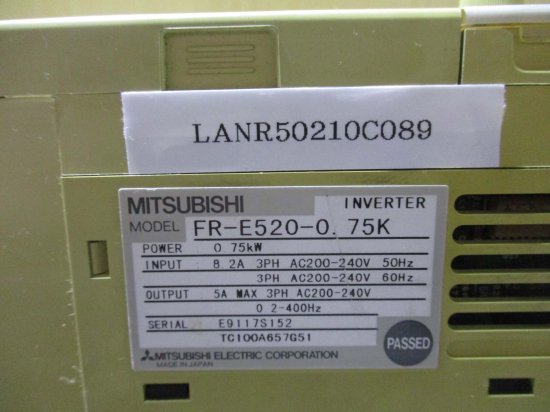 LANR50210C089
MITSUBISHI INVERTER
MODEL FR-E520-0.75K
POWER 0.75kW
INPUT : 8.2A 3PH AC200-240V 50Hz
3PH AC200-240V 60Hz
OUTPUT : 5A MAX 3PH AC200-240V
0.2-400Hz
SERIAL E9117S152
TC100A657G51
PASSED
MITSUBISHI ELECTRIC CORPORATION
MADE IN JAPAN